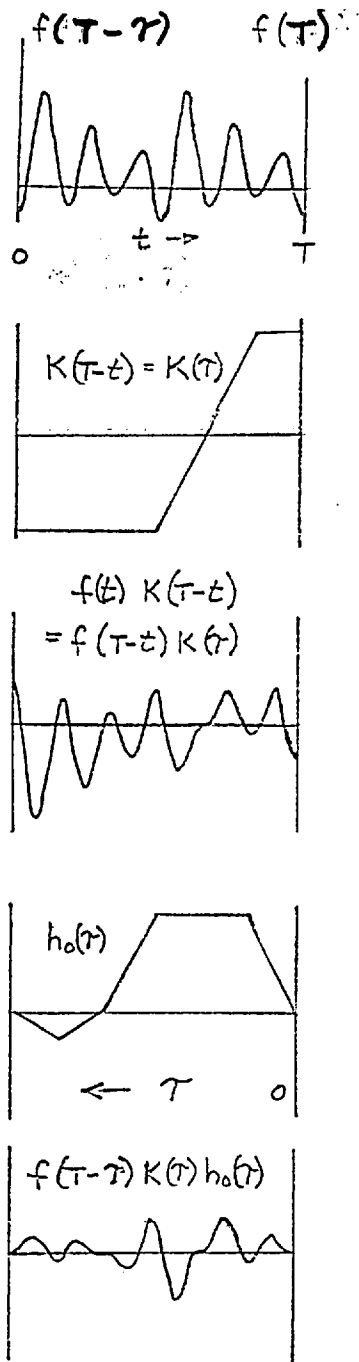 f(T-τ) f(T)
t →
0 T
K(T-t) = K(τ)
f(t) K(T-t)
= f(T-t) K(τ)
h₀(τ)
← τ 0
f(T-τ) K(τ) h₀(τ)